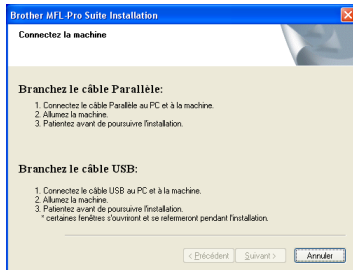 Brother MFL-Pro Suite Installation
Connectez la machine
Branchez le câble Parallèle:
1. Connectez le câble Parallèle au PC et à la machine.
2. Allumez la machine.
3. Patientez avant de poursuivre l'installation.
Branchez le câble USB:
1. Connectez le câble USB au PC et à la machine.
2. Allumez la machine.
3. Patientez avant de poursuivre l'installation.
* certaines fenêtres s'ouvriront et se refermeront pendant l'installation.
< Précédent Suivant > Annuler